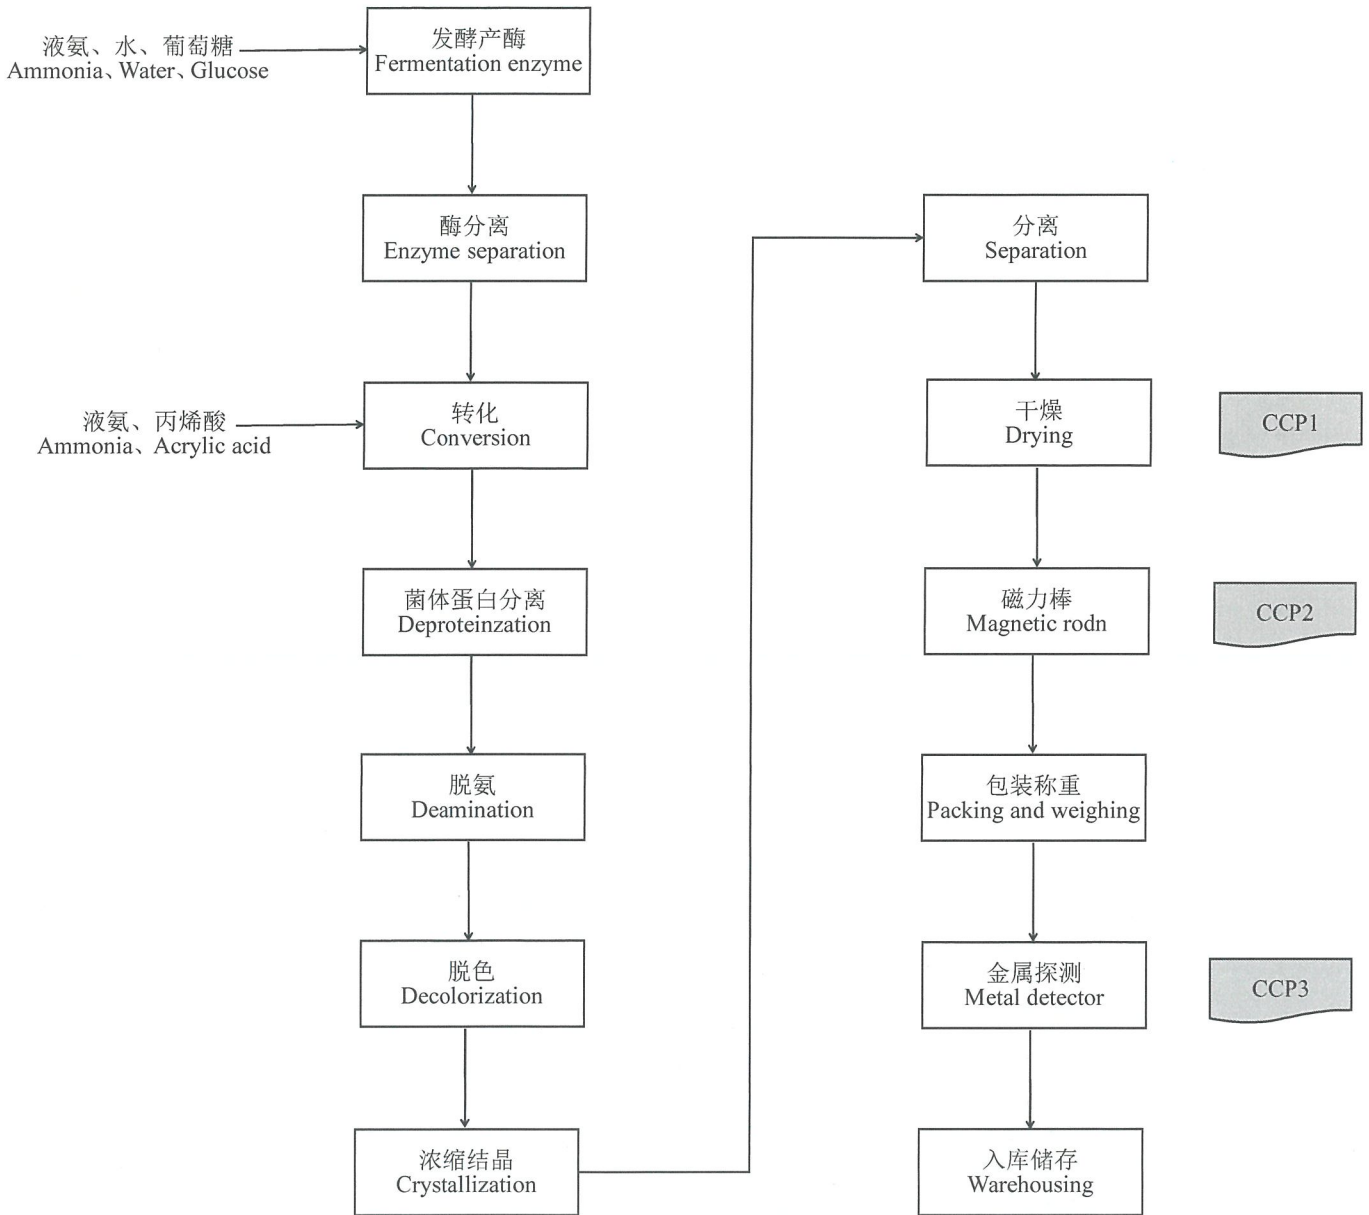 液氨、水、葡萄糖
Ammonia、Water、Glucose
发酵产酶
Fermentation enzyme
酶分离
Enzyme separation
液氨、丙烯酸
Ammonia、Acrylic acid
转化
Conversion
菌体蛋白分离
Deproteinzation
脱氨
Deamination
脱色
Decolorization
浓缩结晶
Crystallization
分离
Separation
干燥
Drying
CCP1
磁力棒
Magnetic rodn
CCP2
包装称重
Packing and weighing
金属探测
Metal detector
CCP3
入库储存
Warehousing